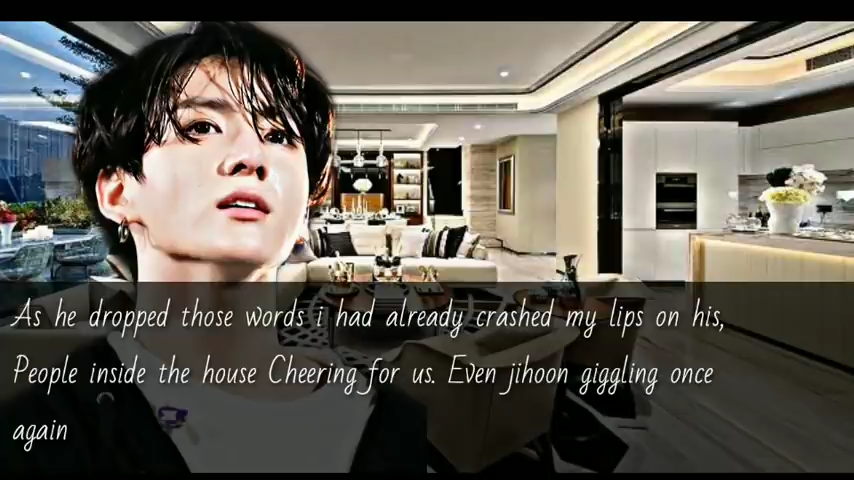 As he dropped those words i had already crashed my lips on his,
People inside the house Cheering for us. Even jihoon giggling once
again